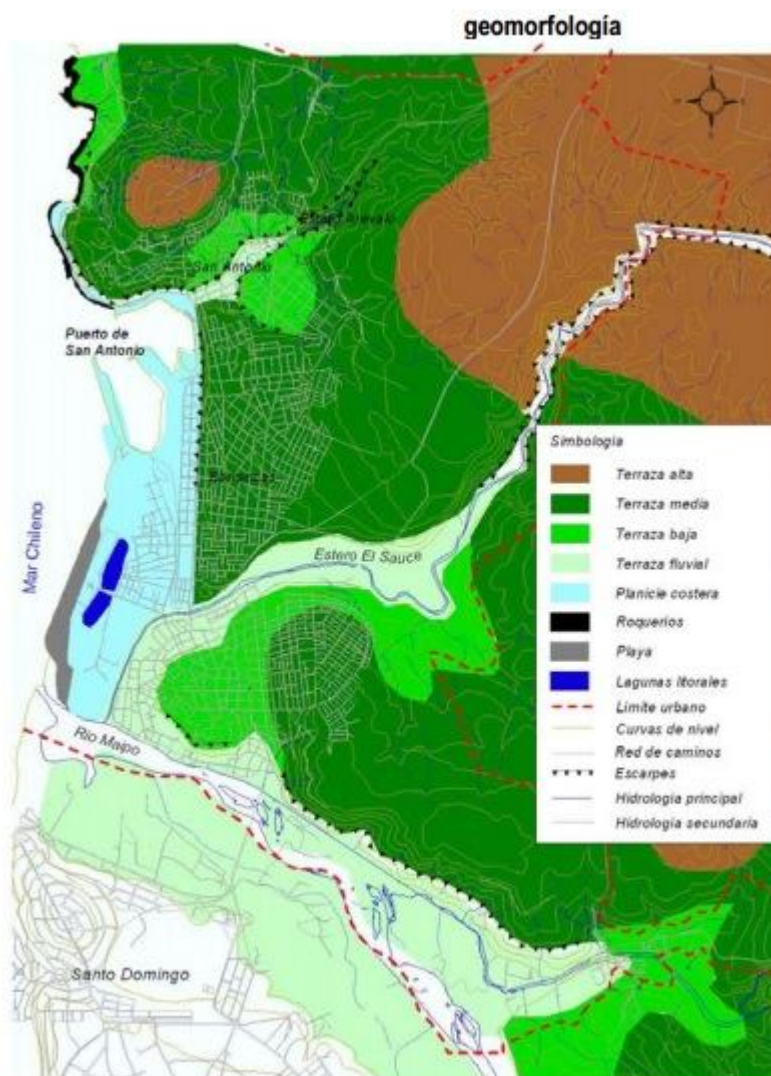 geomorfología
San Antonio
Puerto de
San Antonio
Mar Chileno
Estero El Sauce
Río Maipo
Santo Domingo
Simbología
Terraza alta
Terraza media
Terraza baja
Terraza fluvial
Planicie costera
Roqueríos
Playa
Lagunas litorales
Límite urbano
Curvas de nivel
Red de caminos
Escarpes
Hidrología principal
Hidrología secundaria